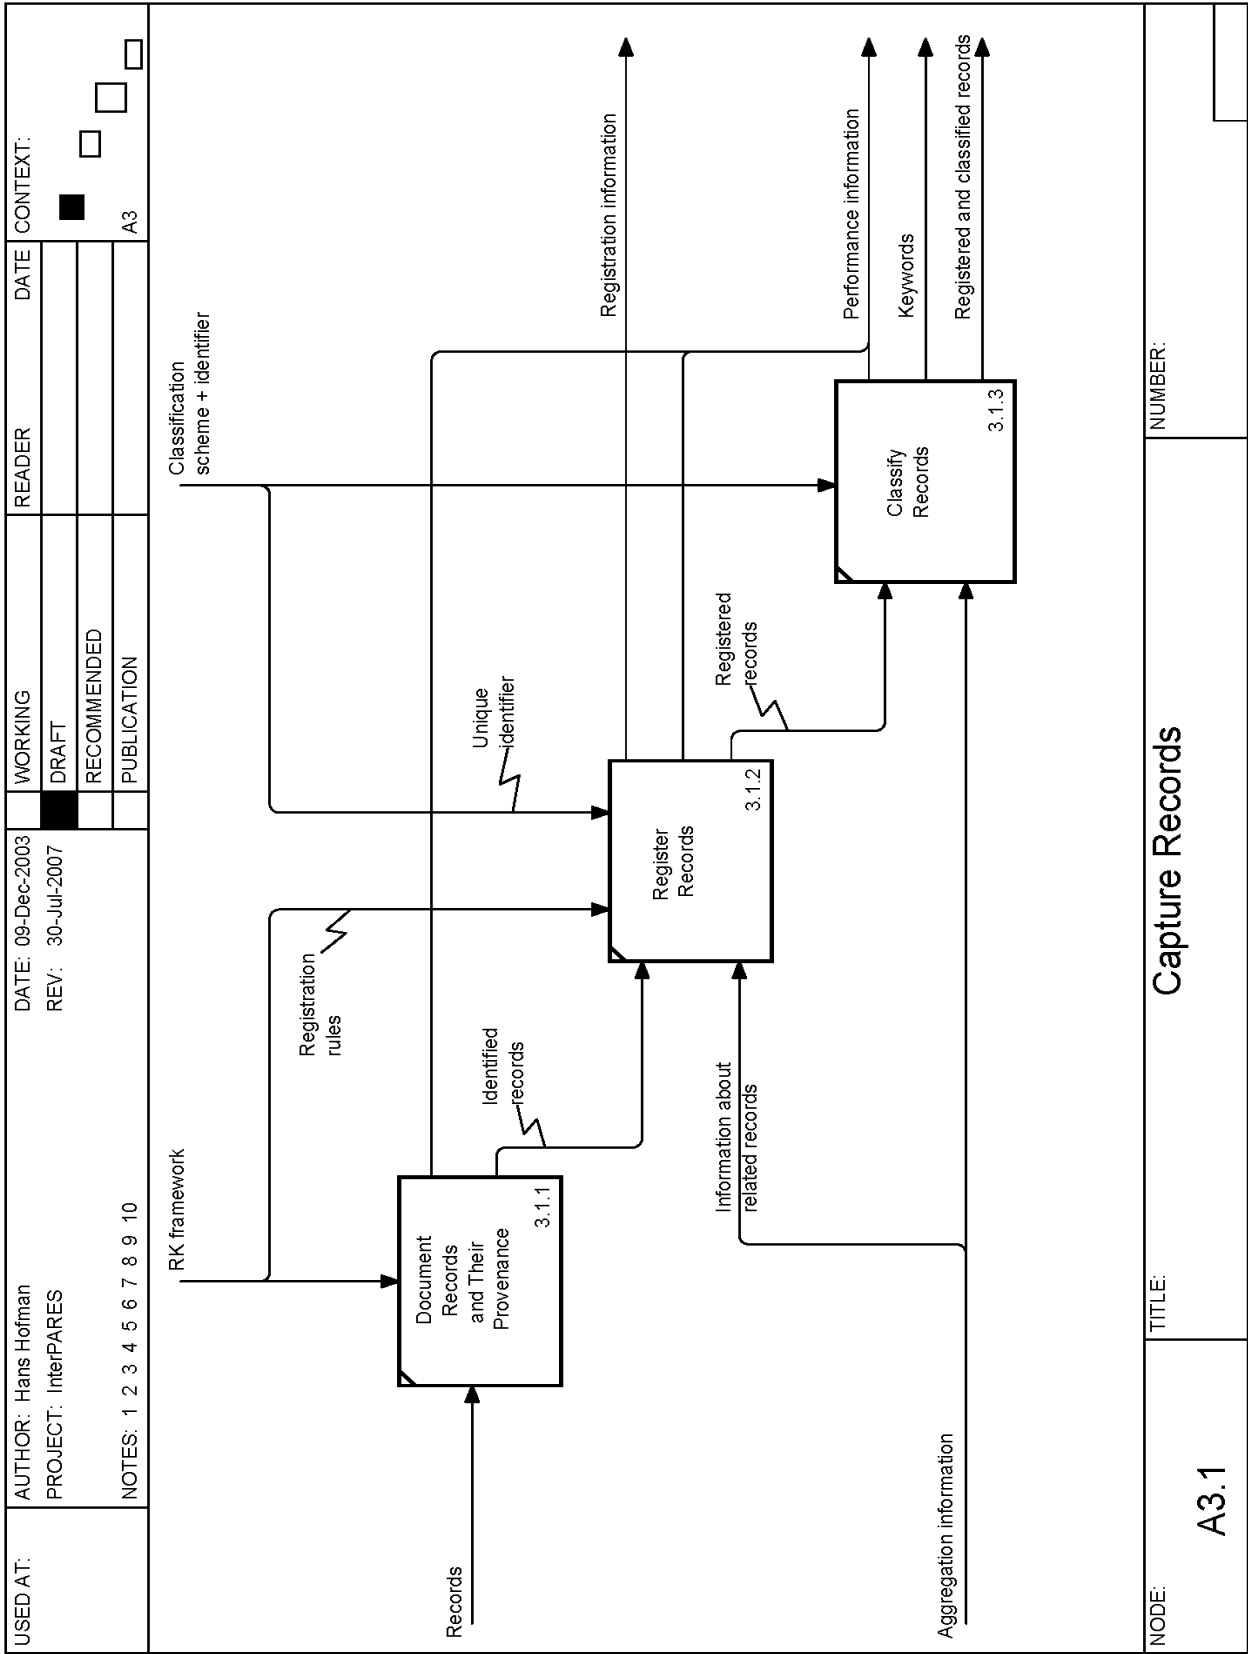 USED AT:
AUTHOR: Hans Hofman
PROJECT: InterPARES
NOTES: 1 2 3 4 5 6 7 8 9 10
DATE: 09-Dec-2003
REV: 30-Jul-2007
WORKING
DRAFT
RECOMMENDED
PUBLICATION
READER
DATE
CONTEXT:
A3
RK framework
Classification
scheme + identifier
Registration
rules
Unique
identifier
Records
Document
Records
and Their
Provenance
3.1.1
Identified
records
Registration information
Register
Records
3.1.2
Information about
related records
Registered
records
Performance information
Keywords
Registered and classified records
Classify
Records
3.1.3
Aggregation information
NODE:
A3.1
TITLE:
Capture Records
NUMBER: